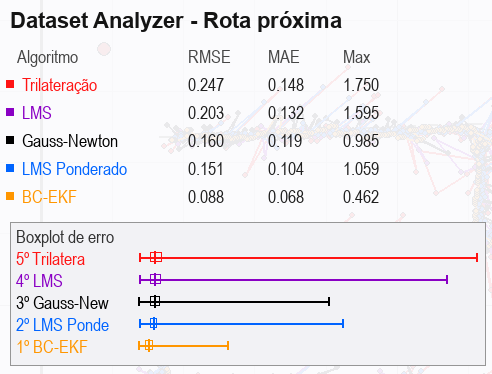 Dataset Analyzer - Rota próxima
Algoritmo RMSE MAE Max
Trilateração 0.247 0.148 1.750
LMS 0.203 0.132 1.595
Gauss-Newton 0.160 0.119 0.985
LMS Ponderado 0.151 0.104 1.059
BC-EKF 0.088 0.068 0.462
Boxplot de erro
5º Trilatera
4º LMS
3º Gauss-New
2º LMS Ponde
1º BC-EKF